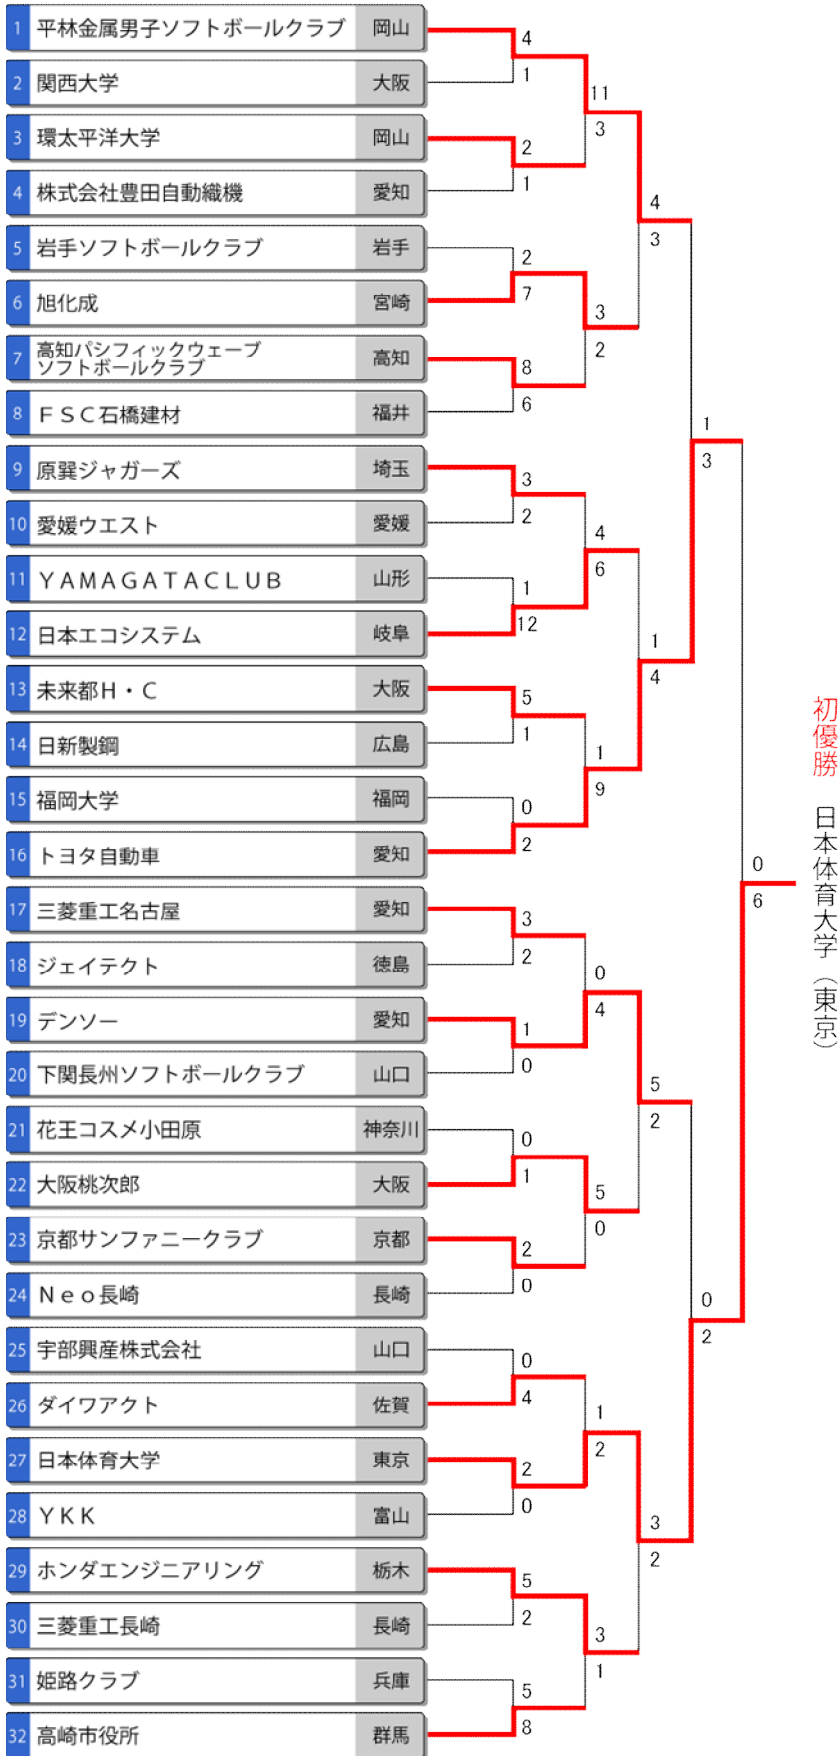 1 平林金属男子ソフトボールクラブ 岡山
2 関西大学 大阪
3 環太平洋大学 岡山
4 株式会社豊田自動織機 愛知
5 岩手ソフトボールクラブ 岩手
6 旭化成 宮崎
7 高知パシフィックウェーブ
ソフトボールクラブ 高知
8 ＦＳＣ石橋建材 福井
9 原巽ジャガーズ 埼玉
10 愛媛ウエスト 愛媛
11 ＹＡＭＡＧＡＴＡＣＬＵＢ 山形
12 日本エコシステム 岐阜
13 未来都Ｈ・Ｃ 大阪
14 日新製鋼 広島
15 福岡大学 福岡
16 トヨタ自動車 愛知
17 三菱重工名古屋 愛知
18 ジェイテクト 徳島
19 デンソー 愛知
20 下関長州ソフトボールクラブ 山口
21 花王コスメ小田原 神奈川
22 大阪桃次郎 大阪
23 京都サンファニークラブ 京都
24 Ｎｅｏ長崎 長崎
25 宇部興産株式会社 山口
26 ダイワアクト 佐賀
27 日本体育大学 東京
28 ＹＫＫ 富山
29 ホンダエンジニアリング 栃木
30 三菱重工長崎 長崎
31 姫路クラブ 兵庫
32 高崎市役所 群馬
4
1
2
1
2
7
8
6
3
2
1
12
5
1
0
2
3
2
1
0
0
1
2
0
0
4
2
0
5
2
5
8
11
3
3
2
4
6
1
9
0
4
5
0
1
2
3
1
4
3
1
4
5
2
3
2
1
3
0
2
0
6
初優勝 日本体育大学（東京）